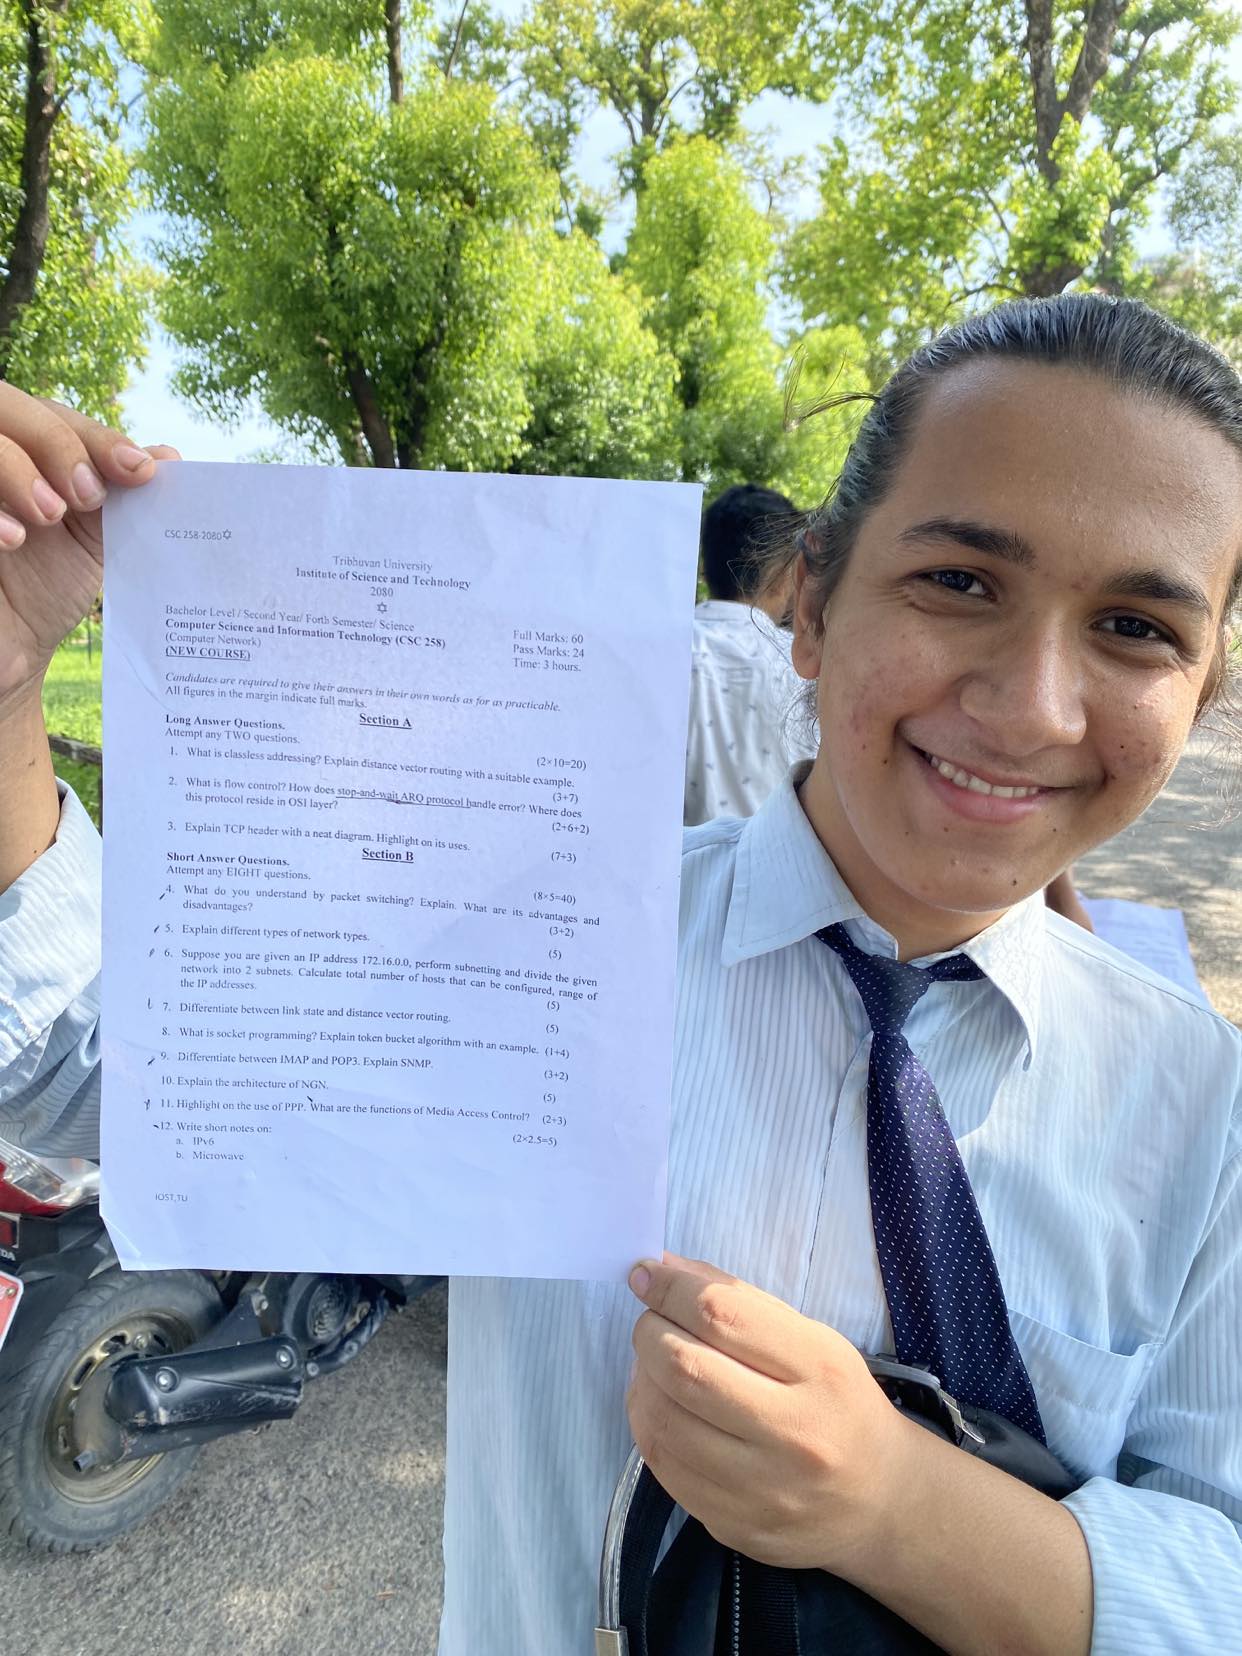 CSC 258-2080✡
Tribhuvan University
Institute of Science and Technology
2080
✡
Bachelor Level / Second Year/ Forth Semester/ Science
Computer Science and Information Technology (CSC 258)
(Computer Network)
(NEW COURSE)
Full Marks: 60
Pass Marks: 24
Time: 3 hours.
Candidates are required to give their answers in their own words as for as practicable.
All figures in the margin indicate full marks.
Section A
Long Answer Questions.
Attempt any TWO questions.
(2×10=20)
1. What is classless addressing? Explain distance vector routing with a suitable example.
(3+7)
2. What is flow control? How does stop-and-wait ARQ protocol handle error? Where does
this protocol reside in OSI layer?
(2+6+2)
3. Explain TCP header with a neat diagram. Highlight on its uses.
(7+3)
Section B
Short Answer Questions.
Attempt any EIGHT questions.
(8×5=40)
4. What do you understand by packet switching? Explain. What are its advantages and
disadvantages?
(3+2)
5. Explain different types of network types.
(5)
6. Suppose you are given an IP address 172.16.0.0, perform subnetting and divide the given
network into 2 subnets. Calculate total number of hosts that can be configured, range of
the IP addresses.
(5)
7. Differentiate between link state and distance vector routing.
(5)
8. What is socket programming? Explain token bucket algorithm with an example. (1+4)
9. Differentiate between IMAP and POP3. Explain SNMP.
(3+2)
10. Explain the architecture of NGN.
(5)
11. Highlight on the use of PPP. What are the functions of Media Access Control? (2+3)
12. Write short notes on:
(2×2.5=5)
a. IPv6
b. Microwave
IOST,TU